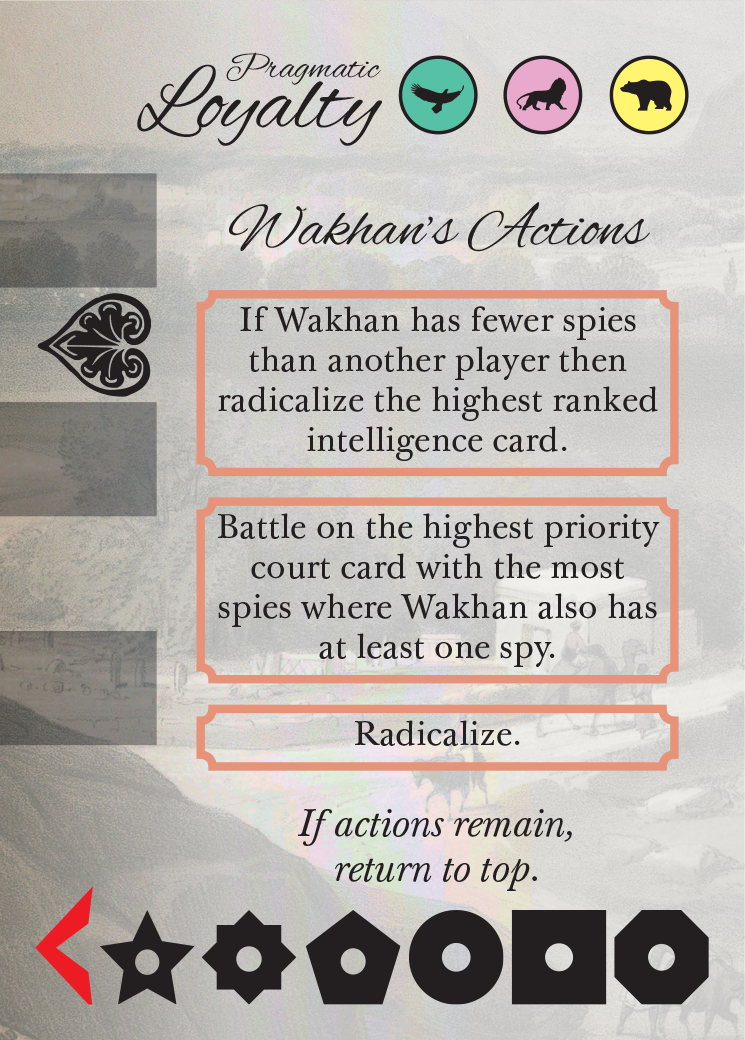 Pragmatic
Loyalty
Wakhan's Actions
If Wakhan has fewer spies
than another player then
radicalize the highest ranked
intelligence card.
Battle on the highest priority
court card with the most
spies where Wakhan also has
at least one spy.
Radicalize.
If actions remain,
return to top.